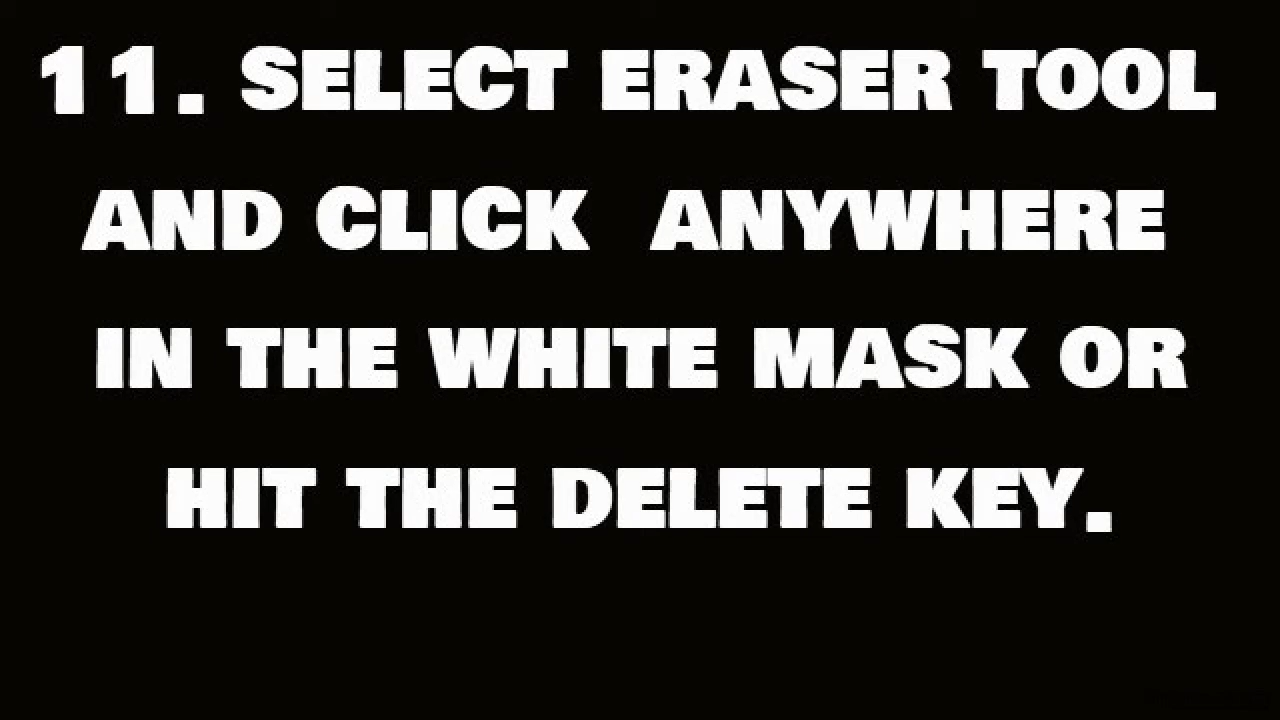 11. SELECT ERASER TOOL
AND CLICK ANYWHERE
IN THE WHITE MASK OR
HIT THE DELETE KEY.